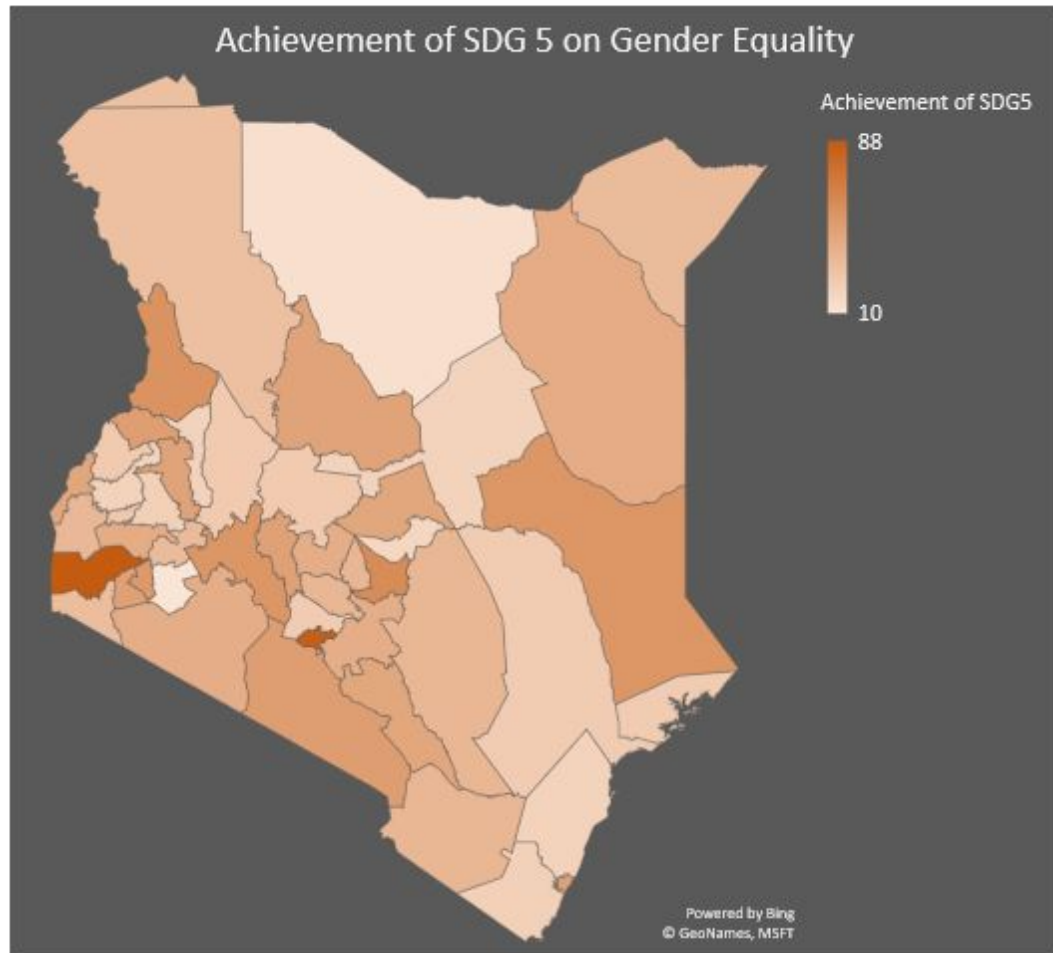 Achievement of SDG 5 on Gender Equality
Achievement of SDG5
88
10
Powered by Bing
© GeoNames, MSFT